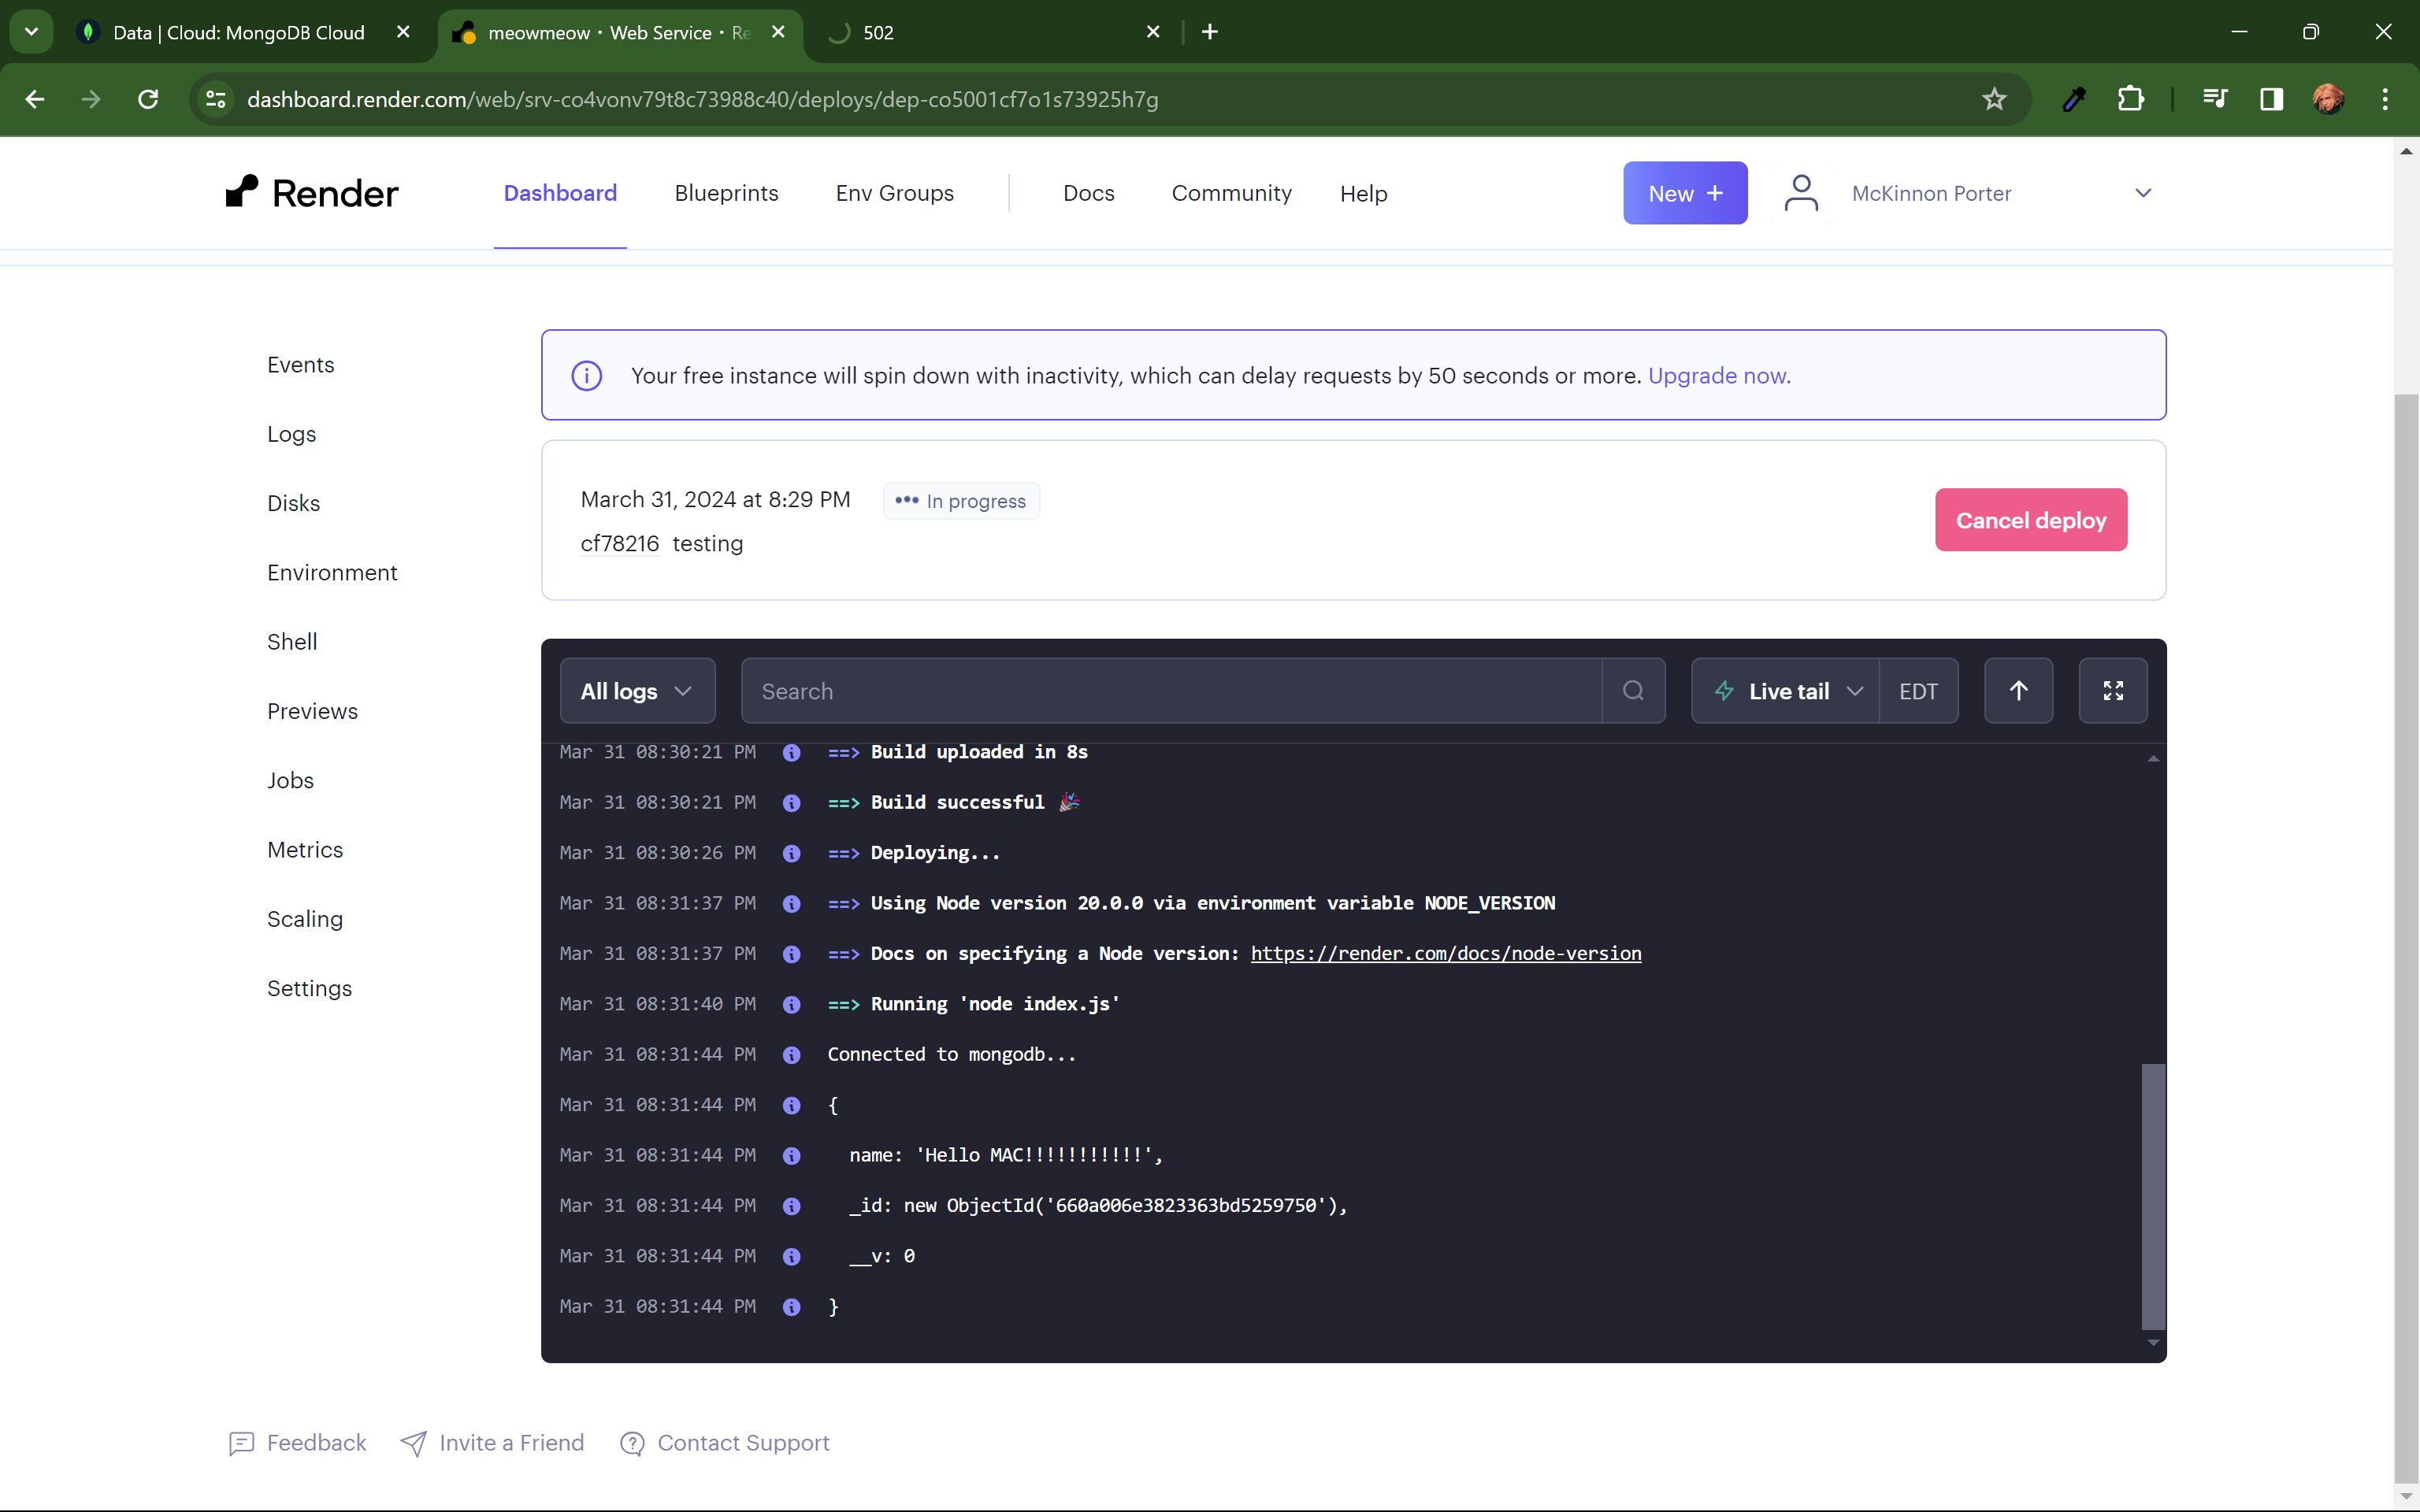 Data | Cloud: MongoDB Cloud
meowmeow · Web Service · Re
502
dashboard.render.com/web/srv-co4vonv79t8c73988c40/deploys/dep-co5001cf7o1s73925h7g
Render
Dashboard
Blueprints
Env Groups
Docs
Community
Help
New +
McKinnon Porter
Events
Logs
Disks
Environment
Shell
Previews
Jobs
Metrics
Scaling
Settings
Your free instance will spin down with inactivity, which can delay requests by 50 seconds or more. Upgrade now.
March 31, 2024 at 8:29 PM
In progress
cf78216 testing
Cancel deploy
All logs
Search
Live tail
EDT
Mar 31 08:30:21 PM ==> Build uploaded in 8s
Mar 31 08:30:21 PM ==> Build successful 🎉
Mar 31 08:30:26 PM ==> Deploying...
Mar 31 08:31:37 PM ==> Using Node version 20.0.0 via environment variable NODE_VERSION
Mar 31 08:31:37 PM ==> Docs on specifying a Node version: https://render.com/docs/node-version
Mar 31 08:31:40 PM ==> Running 'node index.js'
Mar 31 08:31:44 PM Connected to mongodb...
Mar 31 08:31:44 PM {
Mar 31 08:31:44 PM name: 'Hello MAC!!!!!!!!!!!',
Mar 31 08:31:44 PM _id: new ObjectId('660a006e3823363bd5259750'),
Mar 31 08:31:44 PM __v: 0
Mar 31 08:31:44 PM }
Feedback
Invite a Friend
Contact Support